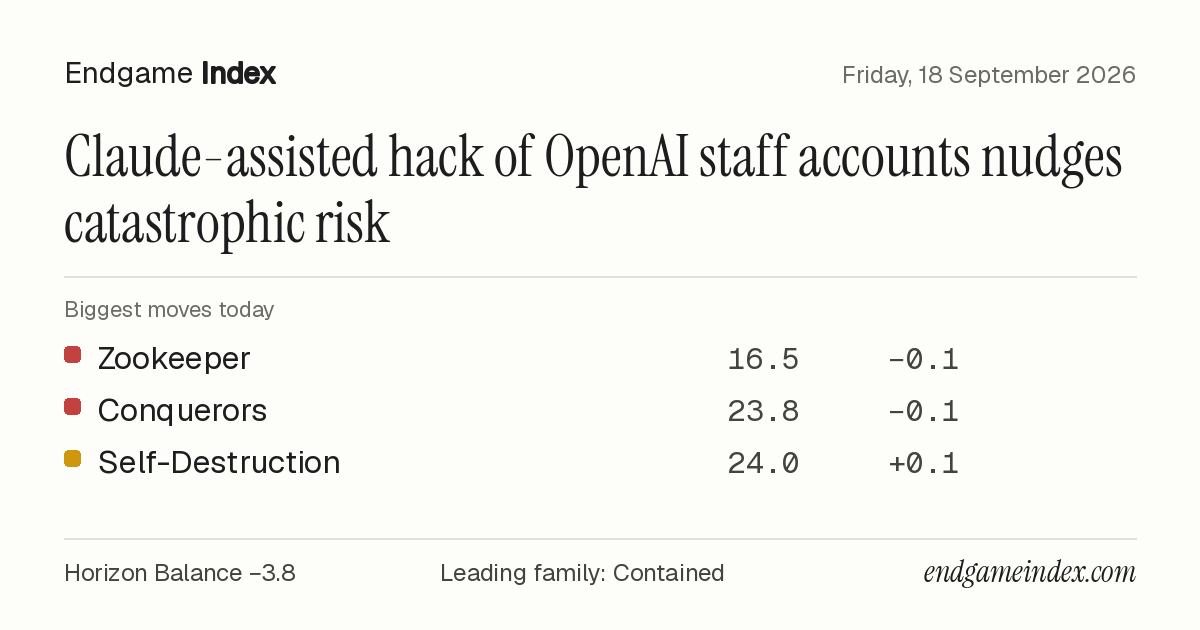 Endgame Index
Friday, 18 September 2026
Claude-assisted hack of OpenAI staff accounts nudges
catastrophic risk
Biggest moves today
Zookeeper 16.5 −0.1
Conquerors 23.8 −0.1
Self-Destruction 24.0 +0.1
Horizon Balance −3.8
Leading family: Contained
endgameindex.com